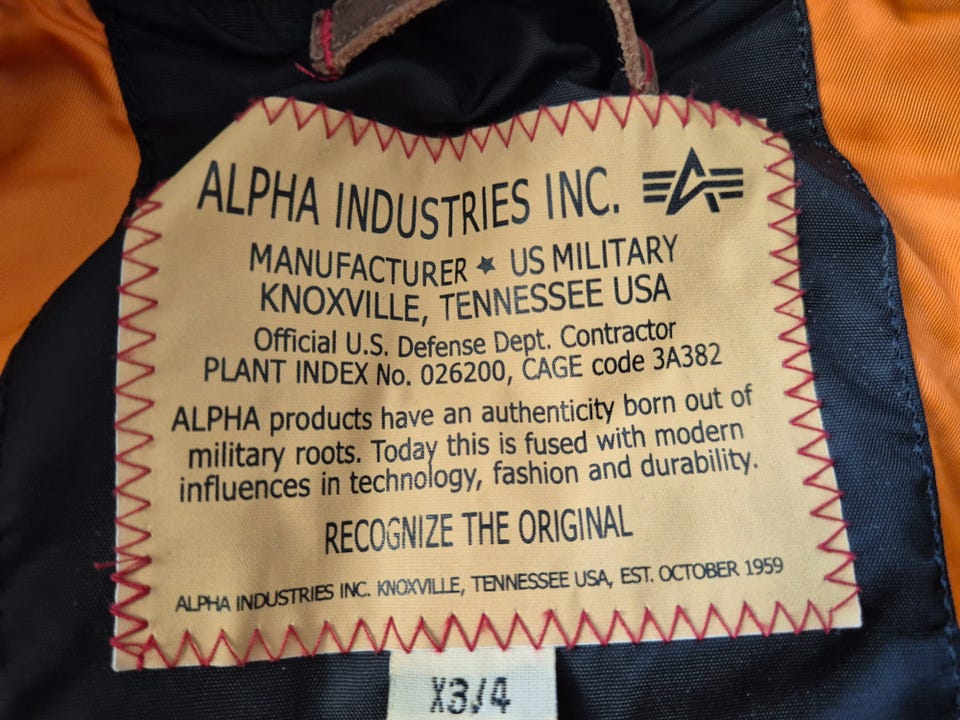 ALPHA INDUSTRIES INC.
MANUFACTURER ★ US MILITARY
KNOXVILLE, TENNESSEE USA
Official U.S. Defense Dept. Contractor
PLANT INDEX No. 026200, CAGE code 3A382
ALPHA products have an authenticity born out of
military roots. Today this is fused with modern
influences in technology, fashion and durability.
RECOGNIZE THE ORIGINAL
ALPHA INDUSTRIES INC. KNOXVILLE, TENNESSEE USA, EST. OCTOBER 1959
X3/4